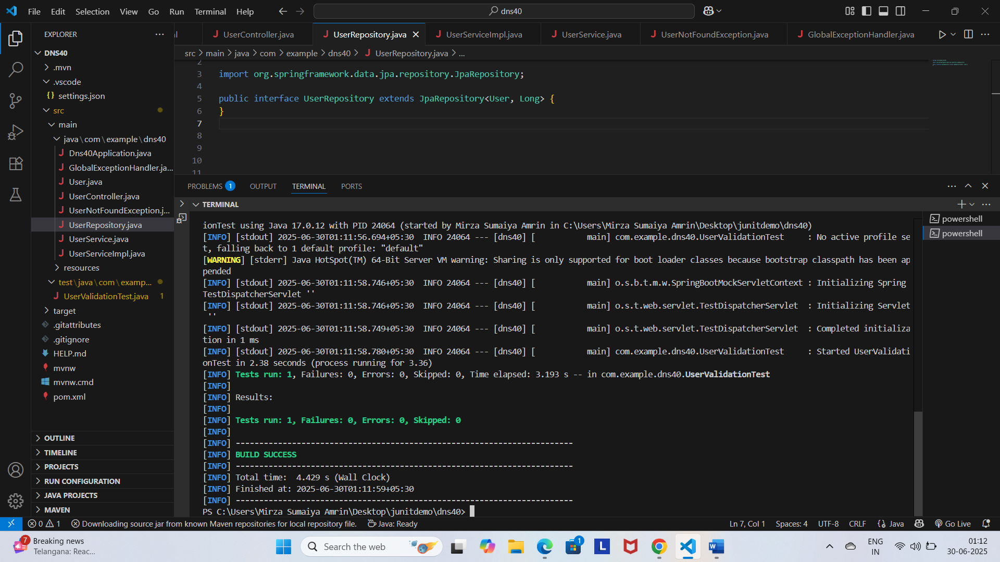 File Edit Selection View Go Run Terminal Help
dns40
EXPLORER
UserController.java
UserRepository.java
UserServiceImpl.java
UserService.java
UserNotFoundException.java
GlobalExceptionHandler.java
src > main > java > com > example > dns40 > UserRepository.java > ...
DNS40
.mvn
.vscode
settings.json
src
main
java\com\example\dns40
Dns40Application.java
GlobalExceptionHandler.ja...
User.java
UserController.java
UserNotFoundException.j...
UserRepository.java
UserService.java
UserServiceImpl.java
resources
test\java\com\examp...
UserValidationTest.java 1
target
.gitattributes
.gitignore
HELP.md
mvnw
mvnw.cmd
pom.xml
OUTLINE
TIMELINE
PROJECTS
RUN CONFIGURATION
JAVA PROJECTS
MAVEN
2
3 import org.springframework.data.jpa.repository.JpaRepository;
4
5 public interface UserRepository extends JpaRepository<User, Long> {
6 }
7
8
9
10
11
PROBLEMS 1 OUTPUT TERMINAL PORTS
TERMINAL
powershell
powershell
ionTest using Java 17.0.12 with PID 24064 (started by Mirza Sumaiya Amrin in C:\Users\Mirza Sumaiya Amrin\Desktop\junitdemo\dns40)
[INFO] [stdout] 2025-06-30T01:11:56.694+05:30  INFO 24064 --- [dns40] [           main] com.example.dns40.UserValidationTest     : No active profile se
t, falling back to 1 default profile: "default"
[WARNING] [stderr] Java HotSpot(TM) 64-Bit Server VM warning: Sharing is only supported for boot loader classes because bootstrap classpath has been ap
pended
[INFO] [stdout] 2025-06-30T01:11:58.746+05:30  INFO 24064 --- [dns40] [           main] o.s.b.t.m.w.SpringBootMockServletContext : Initializing Spring
TestDispatcherServlet ''
[INFO] [stdout] 2025-06-30T01:11:58.746+05:30  INFO 24064 --- [dns40] [           main] o.s.t.web.servlet.TestDispatcherServlet  : Initializing Servlet
''
[INFO] [stdout] 2025-06-30T01:11:58.749+05:30  INFO 24064 --- [dns40] [           main] o.s.t.web.servlet.TestDispatcherServlet  : Completed initializa
tion in 1 ms
[INFO] [stdout] 2025-06-30T01:11:58.780+05:30  INFO 24064 --- [dns40] [           main] com.example.dns40.UserValidationTest     : Started UserValidati
onTest in 2.38 seconds (process running for 3.36)
[INFO] Tests run: 1, Failures: 0, Errors: 0, Skipped: 0, Time elapsed: 3.193 s -- in com.example.dns40.UserValidationTest
[INFO]
[INFO] Results:
[INFO]
[INFO] Tests run: 1, Failures: 0, Errors: 0, Skipped: 0
[INFO]
[INFO] ------------------------------------------------------------------------
[INFO] BUILD SUCCESS
[INFO] ------------------------------------------------------------------------
[INFO] Total time:  4.429 s (Wall Clock)
[INFO] Finished at: 2025-06-30T01:11:59+05:30
[INFO] ------------------------------------------------------------------------
PS C:\Users\Mirza Sumaiya Amrin\Desktop\junitdemo\dns40>
0 1 Downloading source jar from known Maven repositories for local repository file. Java: Ready
Ln 7, Col 1 Spaces: 4 UTF-8 CRLF Java Go Live
7
Breaking news
Telangana: Reac...
Search the web
1
L
W
ENG
IN
01:12
30-06-2025